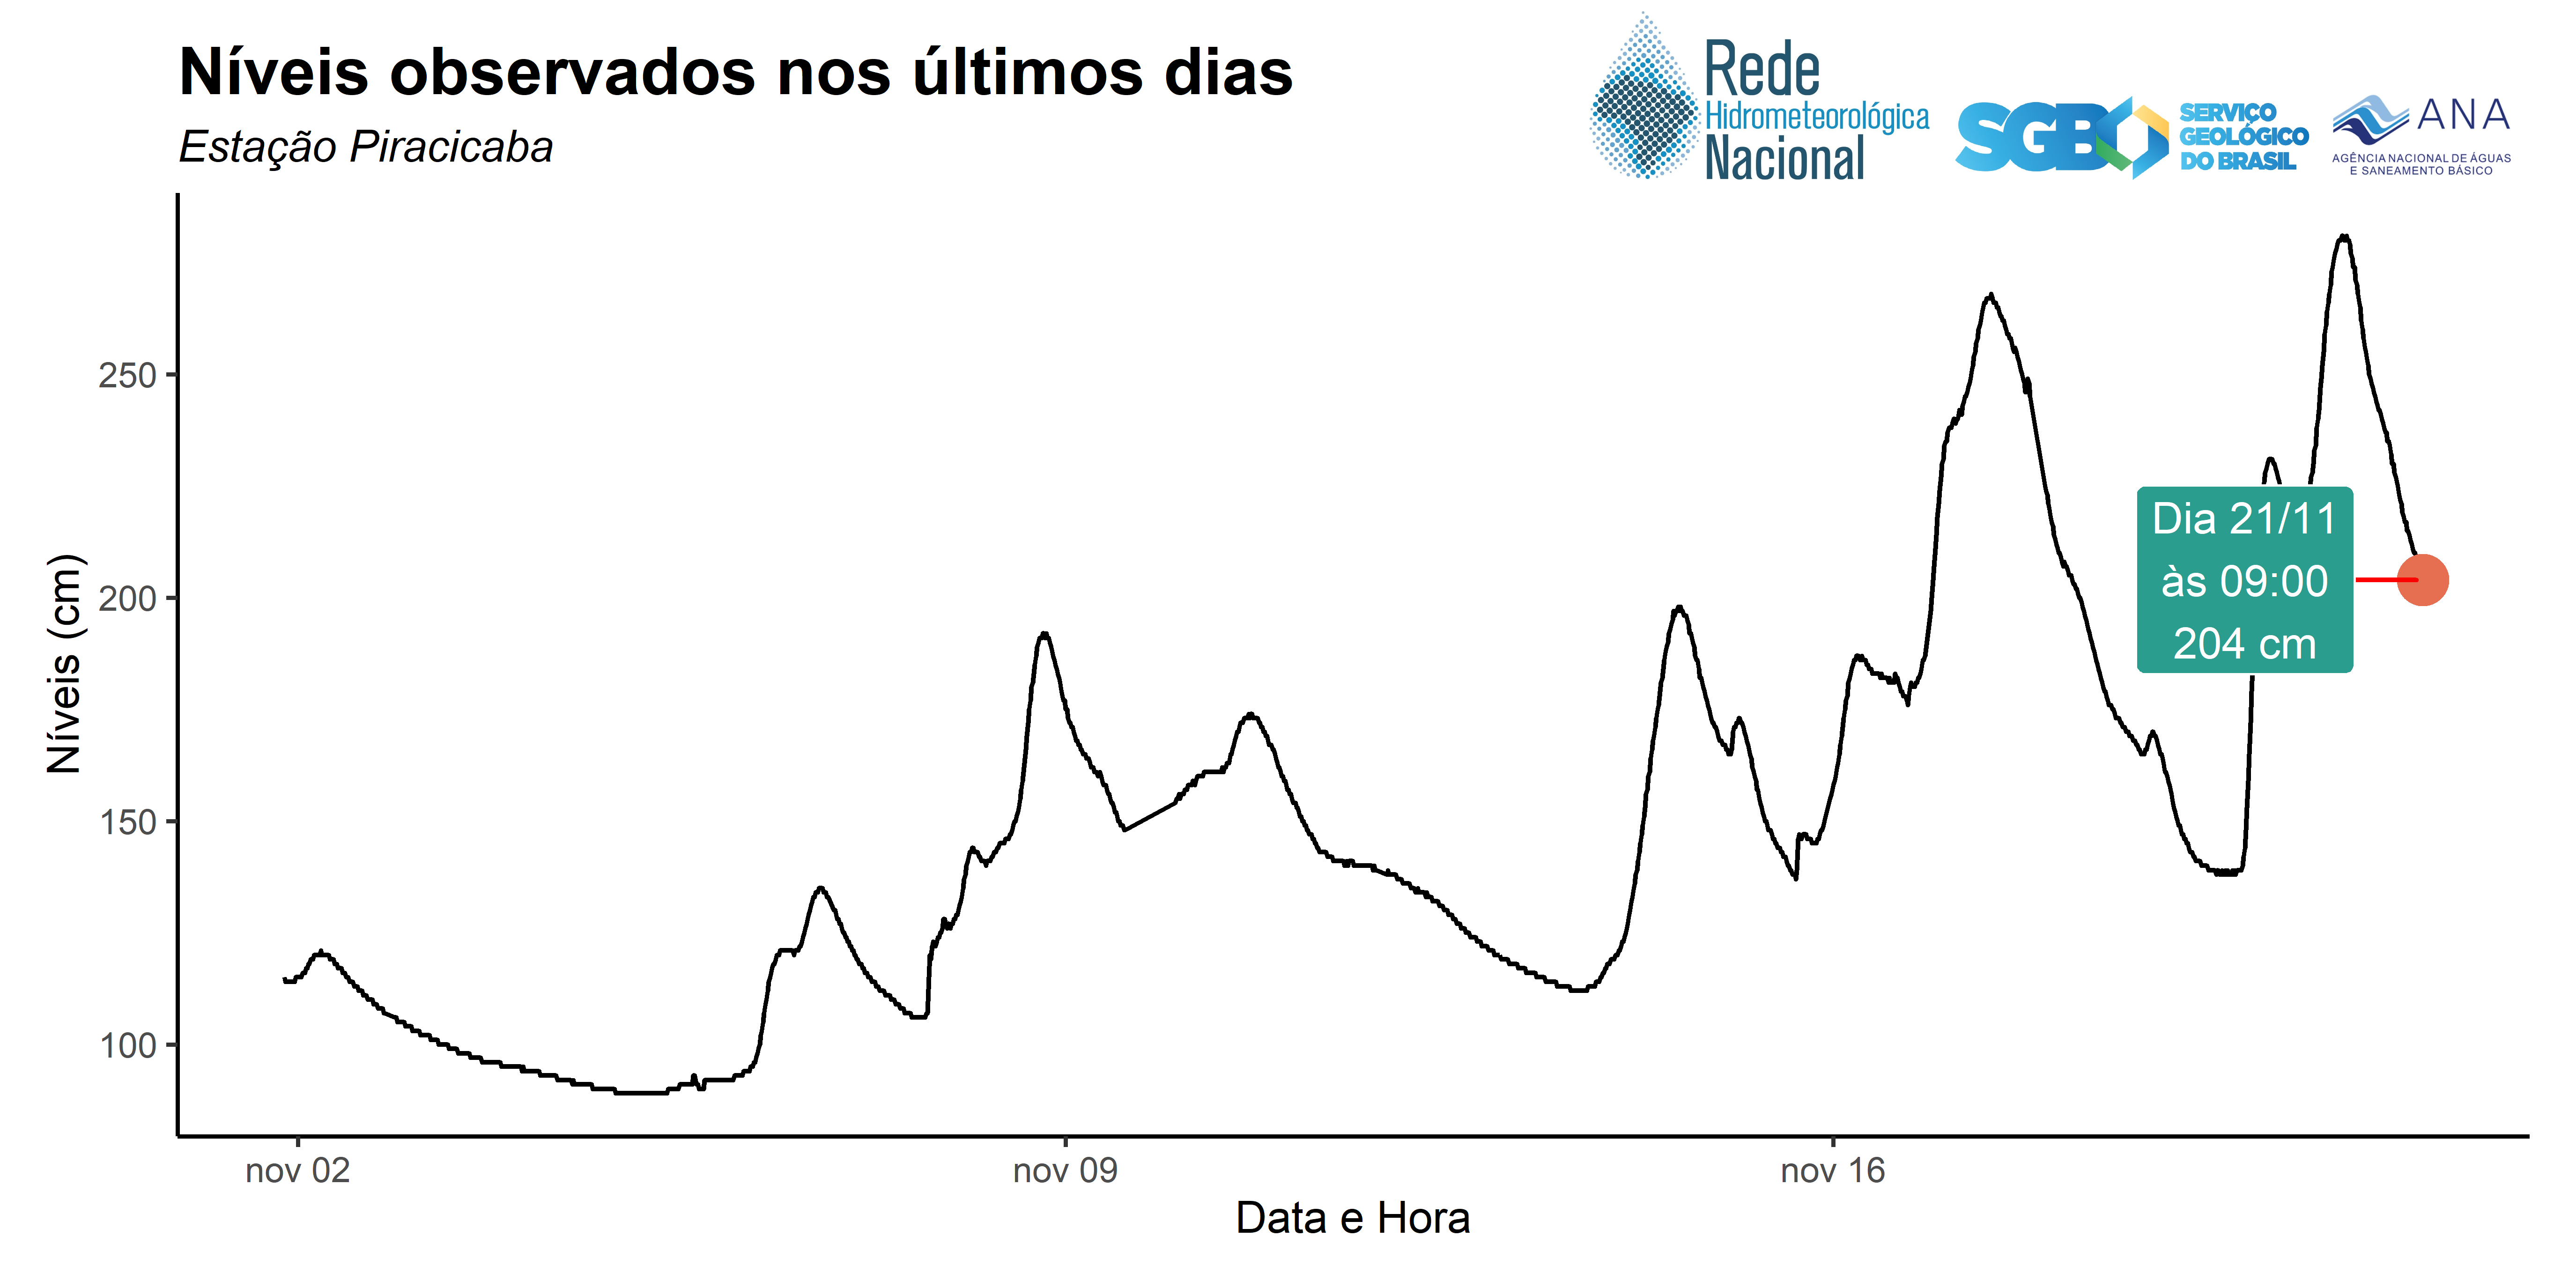 Níveis observados nos últimos dias
Estação Piracicaba
Rede
Hidrometeorológica
Nacional
SGB
SERVIÇO
GEOLÓGICO
DO BRASIL
ANA
AGÊNCIA NACIONAL DE ÁGUAS
E SANEAMENTO BÁSICO
Níveis (cm)
250
200
150
100
Dia 21/11
às 09:00
204 cm
nov 02
nov 09
nov 16
Data e Hora